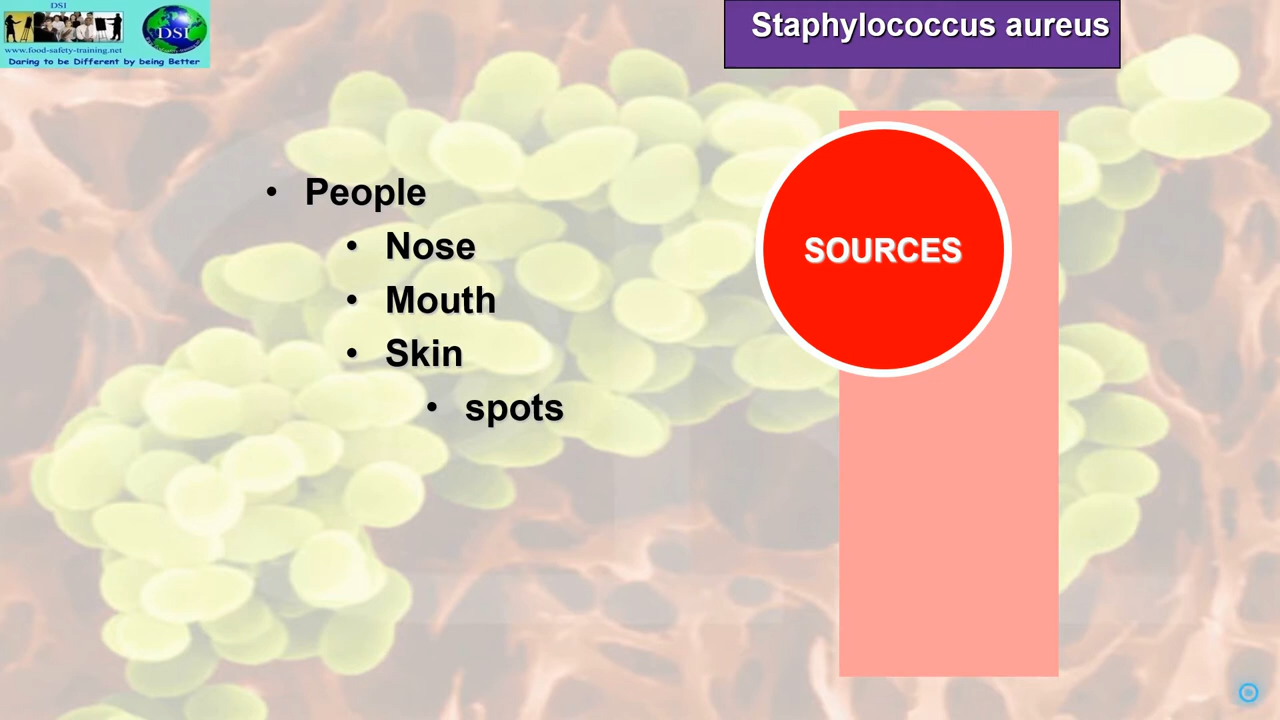 DSI
DSI
www.food-safety-training.net
Daring to be Different by being Better
Staphylococcus aureus
• People
• Nose
• Mouth
• Skin
• spots
SOURCES